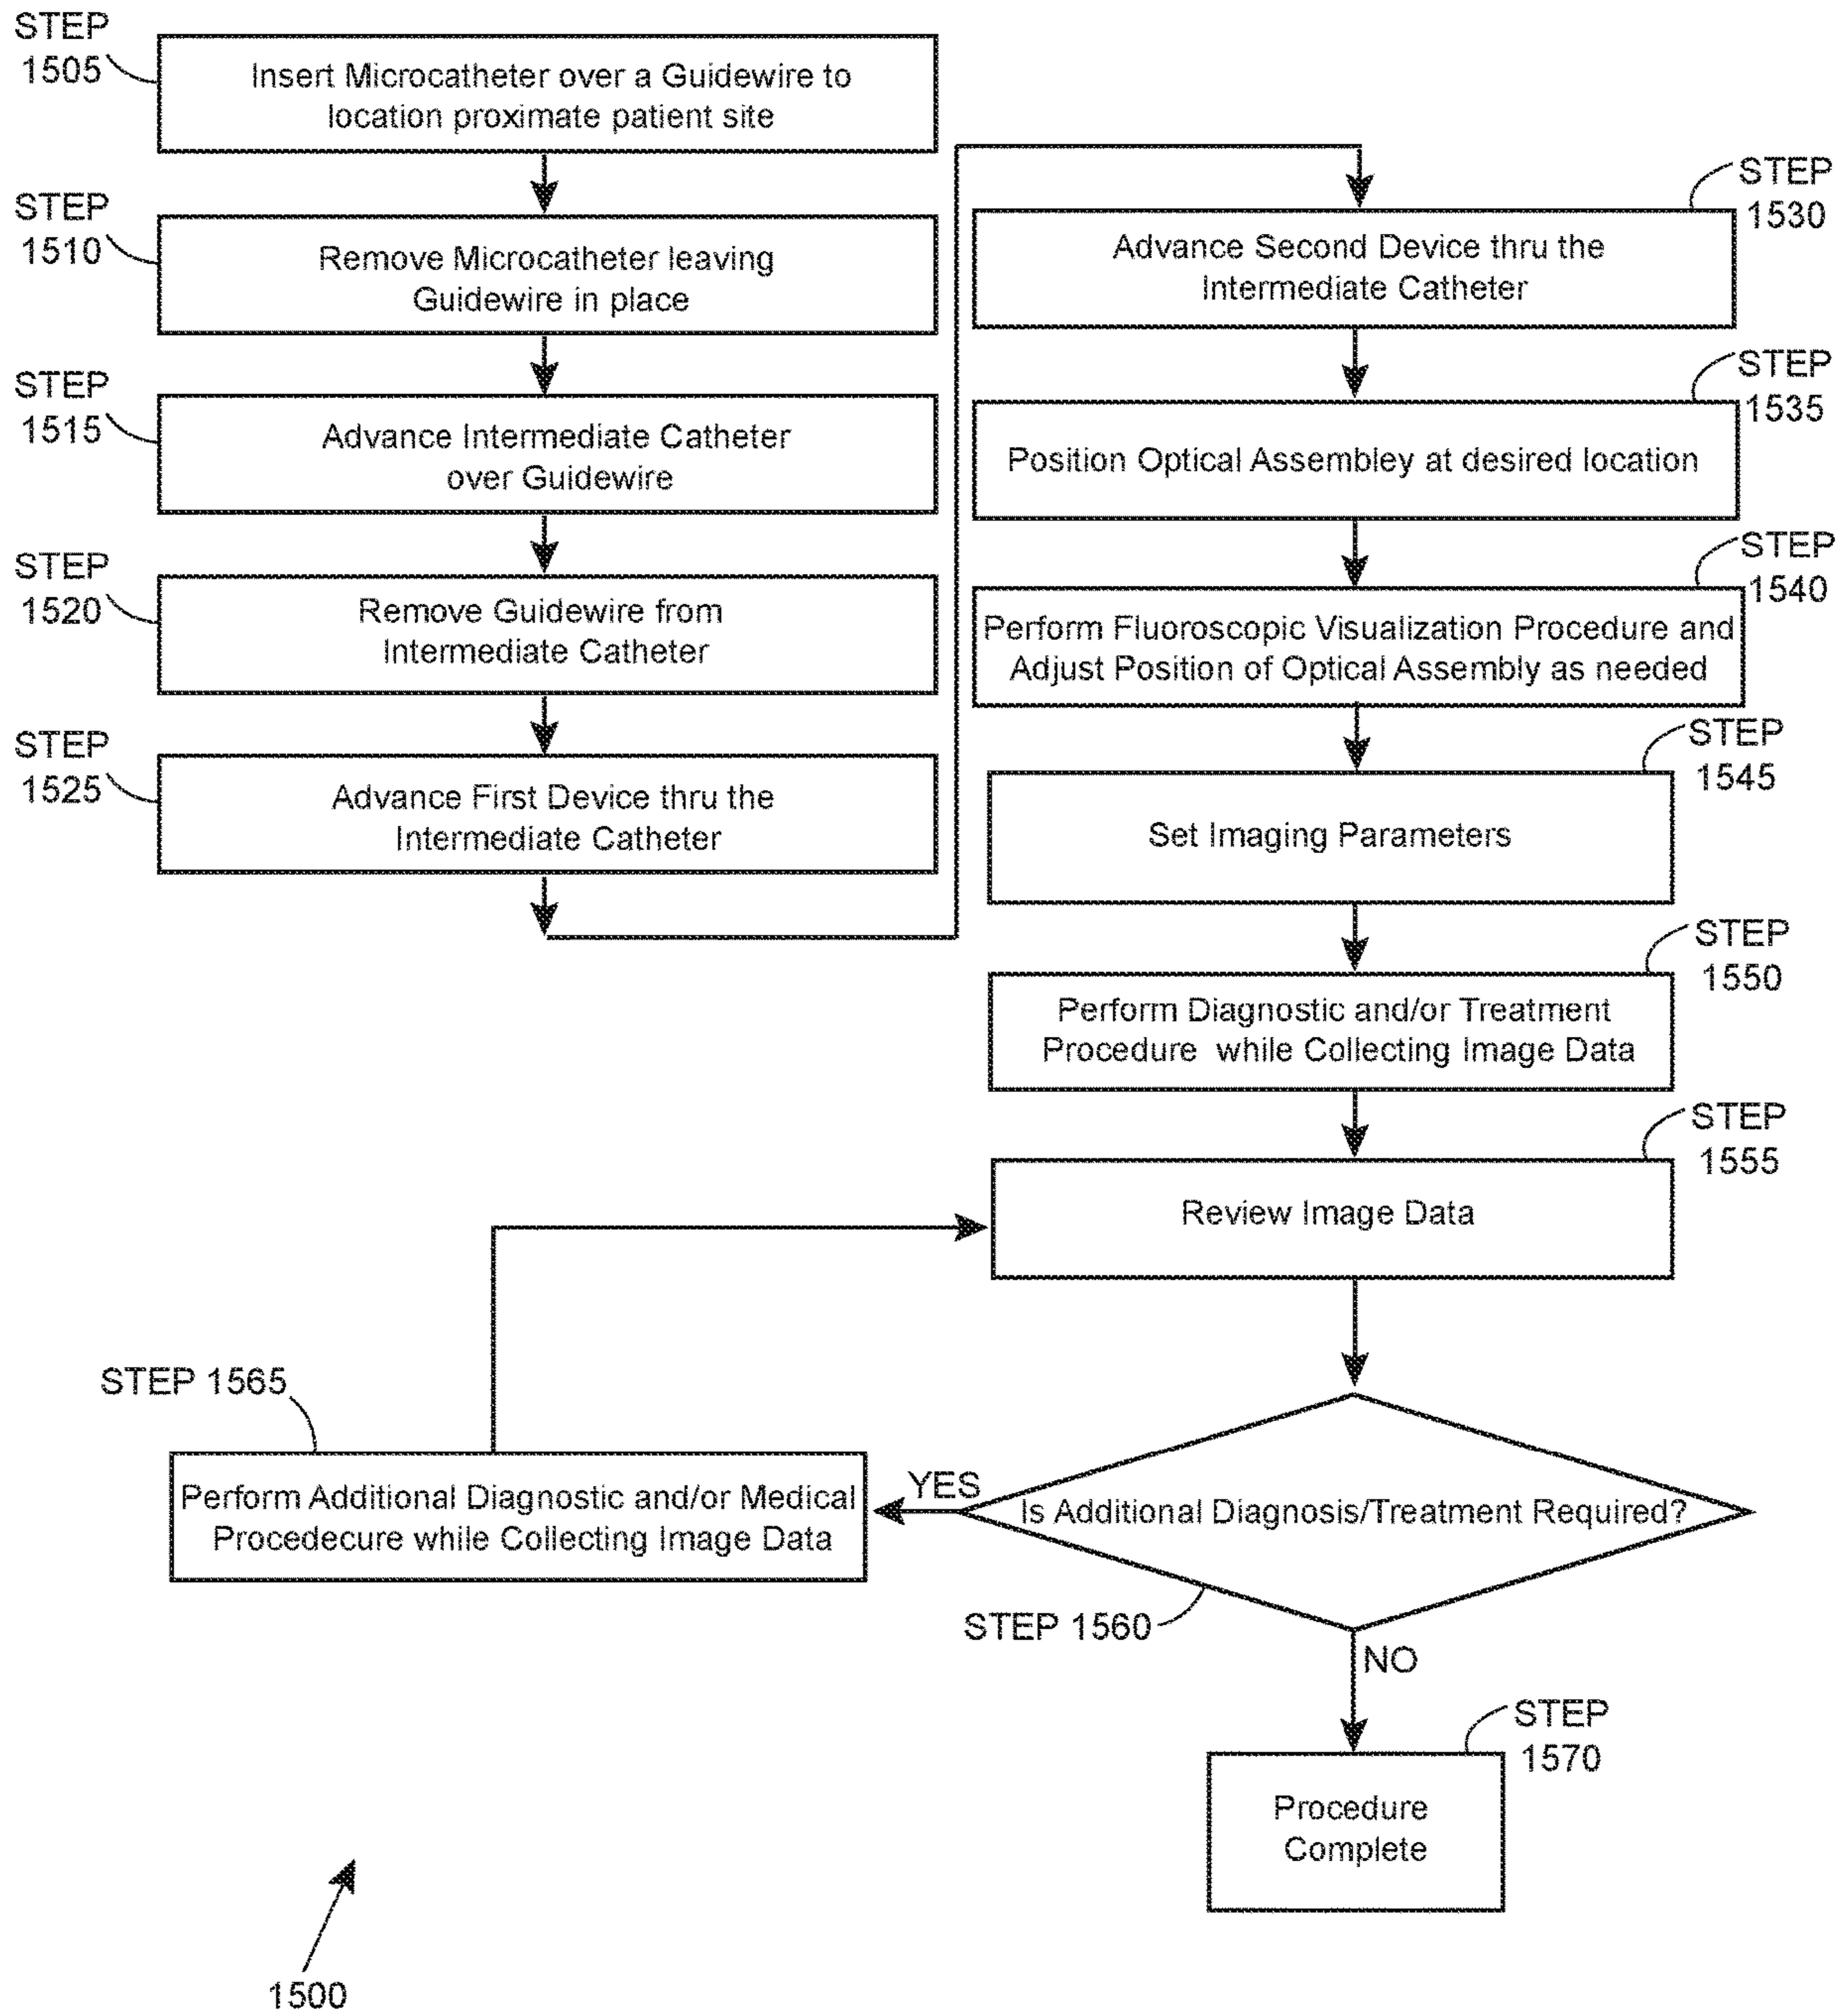 STEP
1505
Insert Microcatheter over a Guidewire to
location proximate patient site
STEP
1510
Remove Microcatheter leaving
Guidewire in place
STEP
1515
Advance Intermediate Catheter
over Guidewire
STEP
1520
Remove Guidewire from
Intermediate Catheter
STEP
1525
Advance First Device thru the
Intermediate Catheter
STEP
1530
Advance Second Device thru the
Intermediate Catheter
STEP
1535
Position Optical Assembley at desired location
STEP
1540
Perform Fluoroscopic Visualization Procedure and
Adjust Position of Optical Assembly as needed
STEP
1545
Set Imaging Parameters
STEP
1550
Perform Diagnostic and/or Treatment
Procedure while Collecting Image Data
STEP
1555
Review Image Data
STEP 1565
Perform Additional Diagnostic and/or Medical
Procedecure while Collecting Image Data
YES
Is Additional Diagnosis/Treatment Required?
STEP 1560
NO
STEP
1570
Procedure
Complete
1500